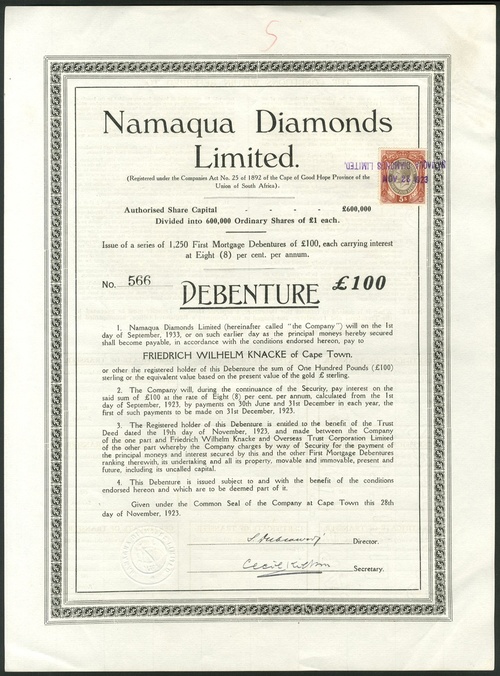 5
Namaqua Diamonds
Limited.
(Registered under the Companies Act No. 25 of 1892 of the Cape of Good Hope Province of the
Union of South Africa).
NAMAQUA DIAMONDS LIMITED.
1923 NOV 22
5s
Authorised Share Capital - - - - £600,000
Divided into 600,000 Ordinary Shares of £1 each.
Issue of a series of 1,250 First Mortgage Debentures of £100, each carrying interest
at Eight (8) per cent. per annum.
No. 566
DEBENTURE £100
1. Namaqua Diamonds Limited (hereinafter called "the Company") will on the 1st
day of September, 1933, or on such earlier day as the principal moneys hereby secured
shall become payable, in accordance with the conditions endorsed hereon, pay to
FRIEDRICH WILHELM KNACKE of Cape Town.
or other the registered holder of this Debenture the sum of One Hundred Pounds (£100)
sterling or the equivalent value based on the present value of the gold £ sterling.
2. The Company will, during the continuance of the Security, pay interest on the
said sum of £100 at the rate of Eight (8) per cent. per annum, calculated from the 1st
day of September, 1923, by payments on 30th June and 31st December in each year, the
first of such payments to be made on 31st December, 1923.
3. The Registered holder of this Debenture is entitled to the benefit of the Trust
Deed dated the 19th day of November, 1923, and made between the Company
of the one part and Friedrich Wilhelm Knacke and Overseas Trust Corporation Limited
of the other part whereby the Company charges by way of Security for the payment of
the principal moneys and interest secured by this and the other First Mortgage Debentures
ranking therewith, its undertaking and all its property, movable and immovable, present and
future, including its uncalled capital.
4. This Debenture is issued subject to and with the benefit of the conditions
endorsed hereon and which are to be deemed part of it.
Given under the Common Seal of the Company at Cape Town this 28th
day of November, 1923.
Director.
Cecil
Secretary.